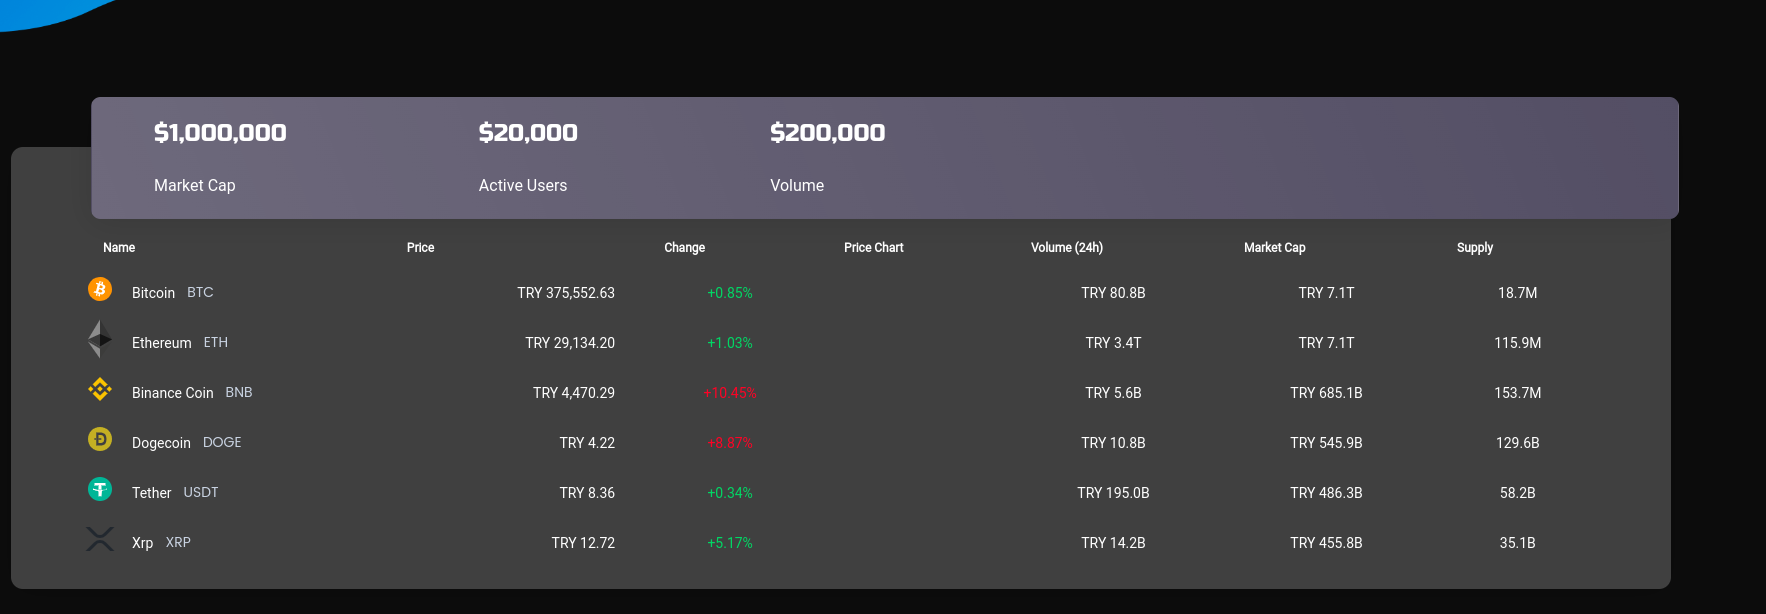 $1,000,000 $20,000 $200,000
Market Cap Active Users Volume
Name Price Change Price Chart Volume (24h) Market Cap Supply
Bitcoin BTC TRY 375,552.63 +0.85% TRY 80.8B TRY 7.1T 18.7M
Ethereum ETH TRY 29,134.20 +1.03% TRY 3.4T TRY 7.1T 115.9M
Binance Coin BNB TRY 4,470.29 +10.45% TRY 5.6B TRY 685.1B 153.7M
Dogecoin DOGE TRY 4.22 +8.87% TRY 10.8B TRY 545.9B 129.6B
Tether USDT TRY 8.36 +0.34% TRY 195.0B TRY 486.3B 58.2B
Xrp XRP TRY 12.72 +5.17% TRY 14.2B TRY 455.8B 35.1B